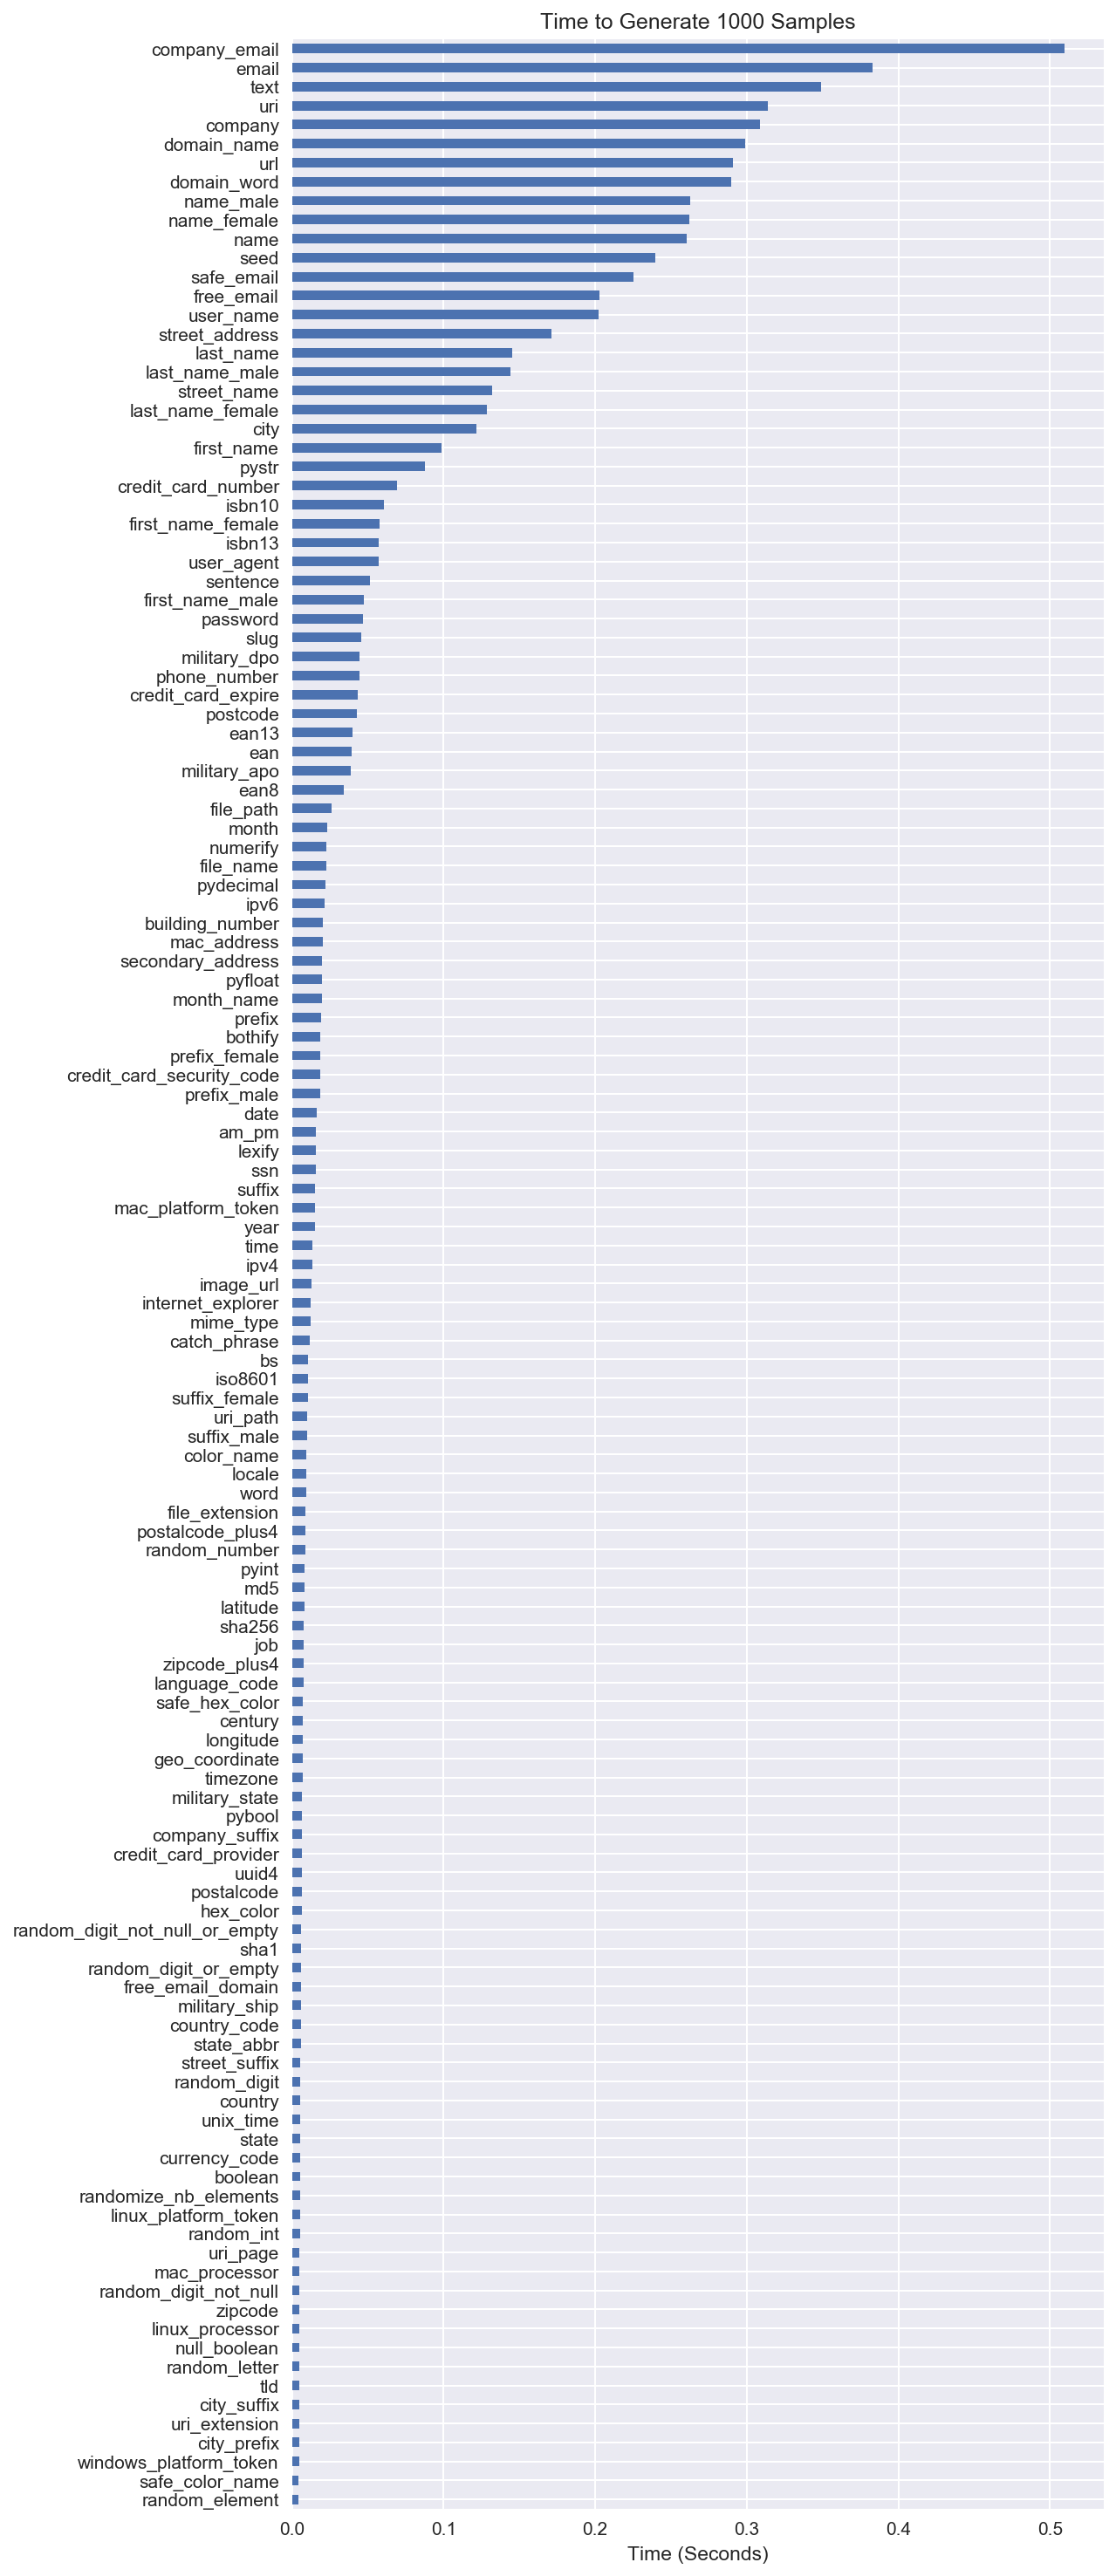 Time to Generate 1000 Samples
company_email
email
text
uri
company
domain_name
url
domain_word
name_male
name_female
name
seed
safe_email
free_email
user_name
street_address
last_name
last_name_male
street_name
last_name_female
city
first_name
pystr
credit_card_number
isbn10
first_name_female
isbn13
user_agent
sentence
first_name_male
password
slug
military_dpo
phone_number
credit_card_expire
postcode
ean13
ean
military_apo
ean8
file_path
month
numerify
file_name
pydecimal
ipv6
building_number
mac_address
secondary_address
pyfloat
month_name
prefix
bothify
prefix_female
credit_card_security_code
prefix_male
date
am_pm
lexify
ssn
suffix
mac_platform_token
year
time
ipv4
image_url
internet_explorer
mime_type
catch_phrase
bs
iso8601
suffix_female
uri_path
suffix_male
color_name
locale
word
file_extension
postalcode_plus4
random_number
pyint
md5
latitude
sha256
job
zipcode_plus4
language_code
safe_hex_color
century
longitude
geo_coordinate
timezone
military_state
pybool
company_suffix
credit_card_provider
uuid4
postalcode
hex_color
random_digit_not_null_or_empty
sha1
random_digit_or_empty
free_email_domain
military_ship
country_code
state_abbr
street_suffix
random_digit
country
unix_time
state
currency_code
boolean
randomize_nb_elements
linux_platform_token
random_int
uri_page
mac_processor
random_digit_not_null
zipcode
linux_processor
null_boolean
random_letter
tld
city_suffix
uri_extension
city_prefix
windows_platform_token
safe_color_name
random_element
0.0 0.1 0.2 0.3 0.4 0.5
Time (Seconds)